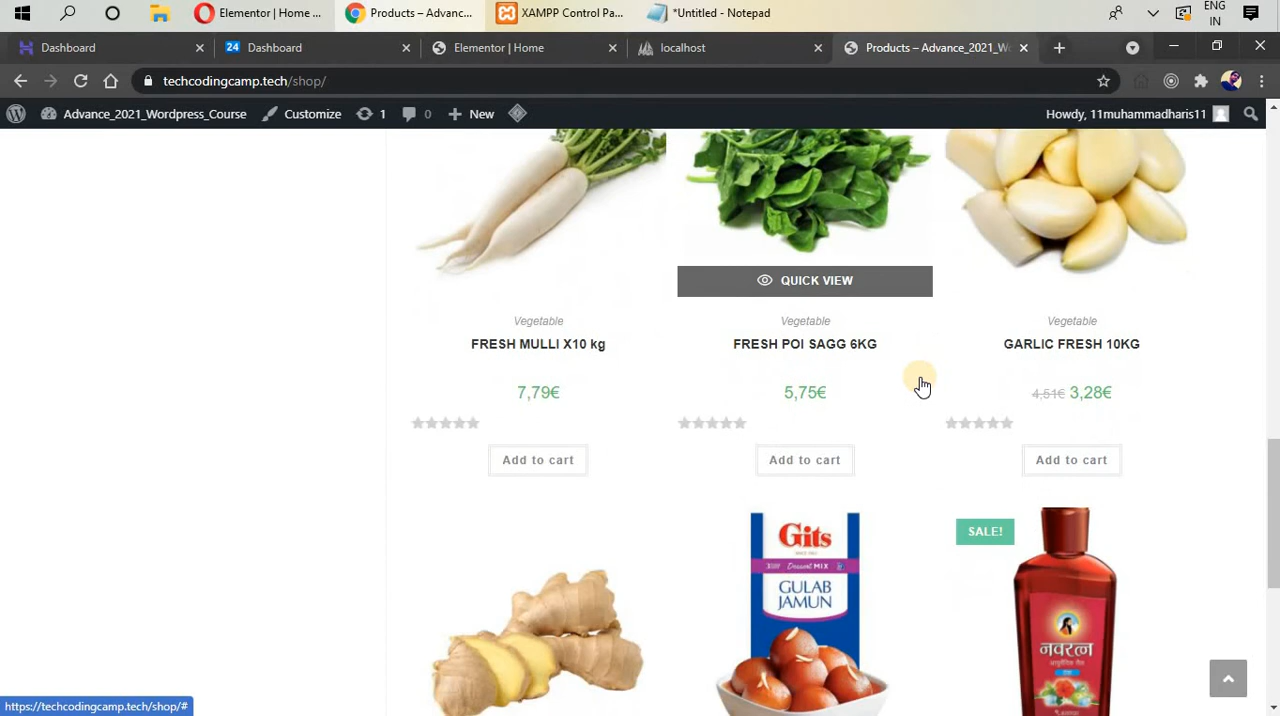 Elementor | Home ...
Products – Advanc...
XAMPP Control Pa...
*Untitled - Notepad
ENG
IN
Dashboard
24 Dashboard
Elementor | Home
localhost
Products – Advance_2021_W
techcodingcamp.tech/shop/
Advance_2021_Wordpress_Course
Customize
1
0
New
Howdy, 11muhammadharis11
QUICK VIEW
Vegetable
Vegetable
Vegetable
FRESH MULLI X10 kg
FRESH POI SAGG 6KG
GARLIC FRESH 10KG
7,79€
5,75€
4,51€ 3,28€
Add to cart
Add to cart
Add to cart
Gits
Dessert MIX
GULAB
JAMUN
SALE!
नवरत्न
https://techcodingcamp.tech/shop/#